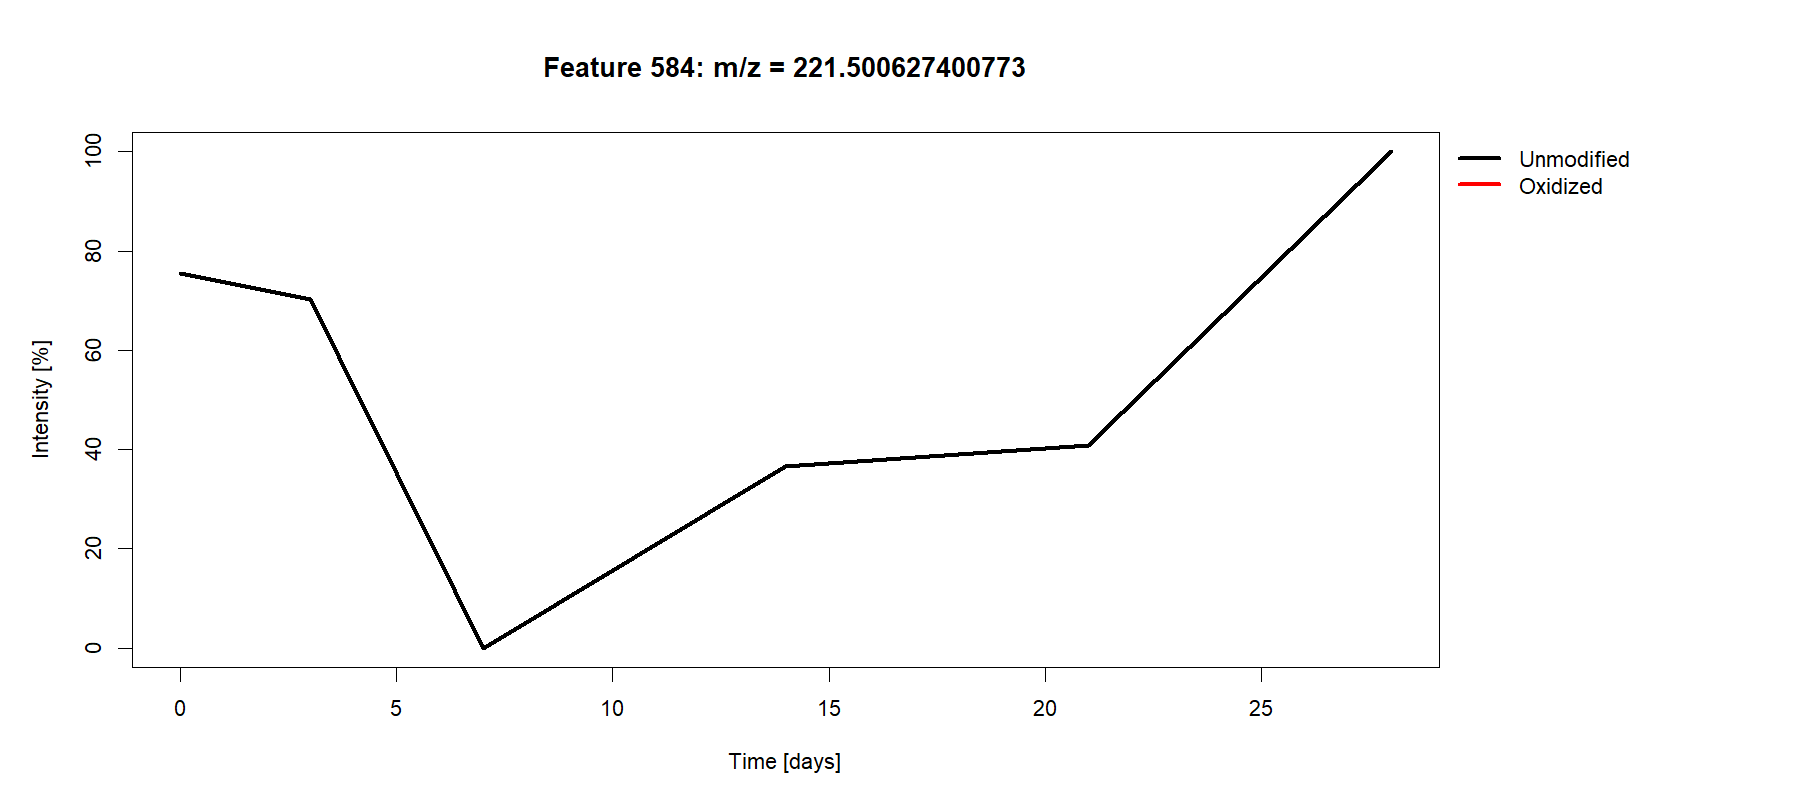 Feature 584: m/z = 221.500627400773
100
80
60
40
20
0
Intensity [%]
0 5 10 15 20 25
Time [days]
Unmodified
Oxidized